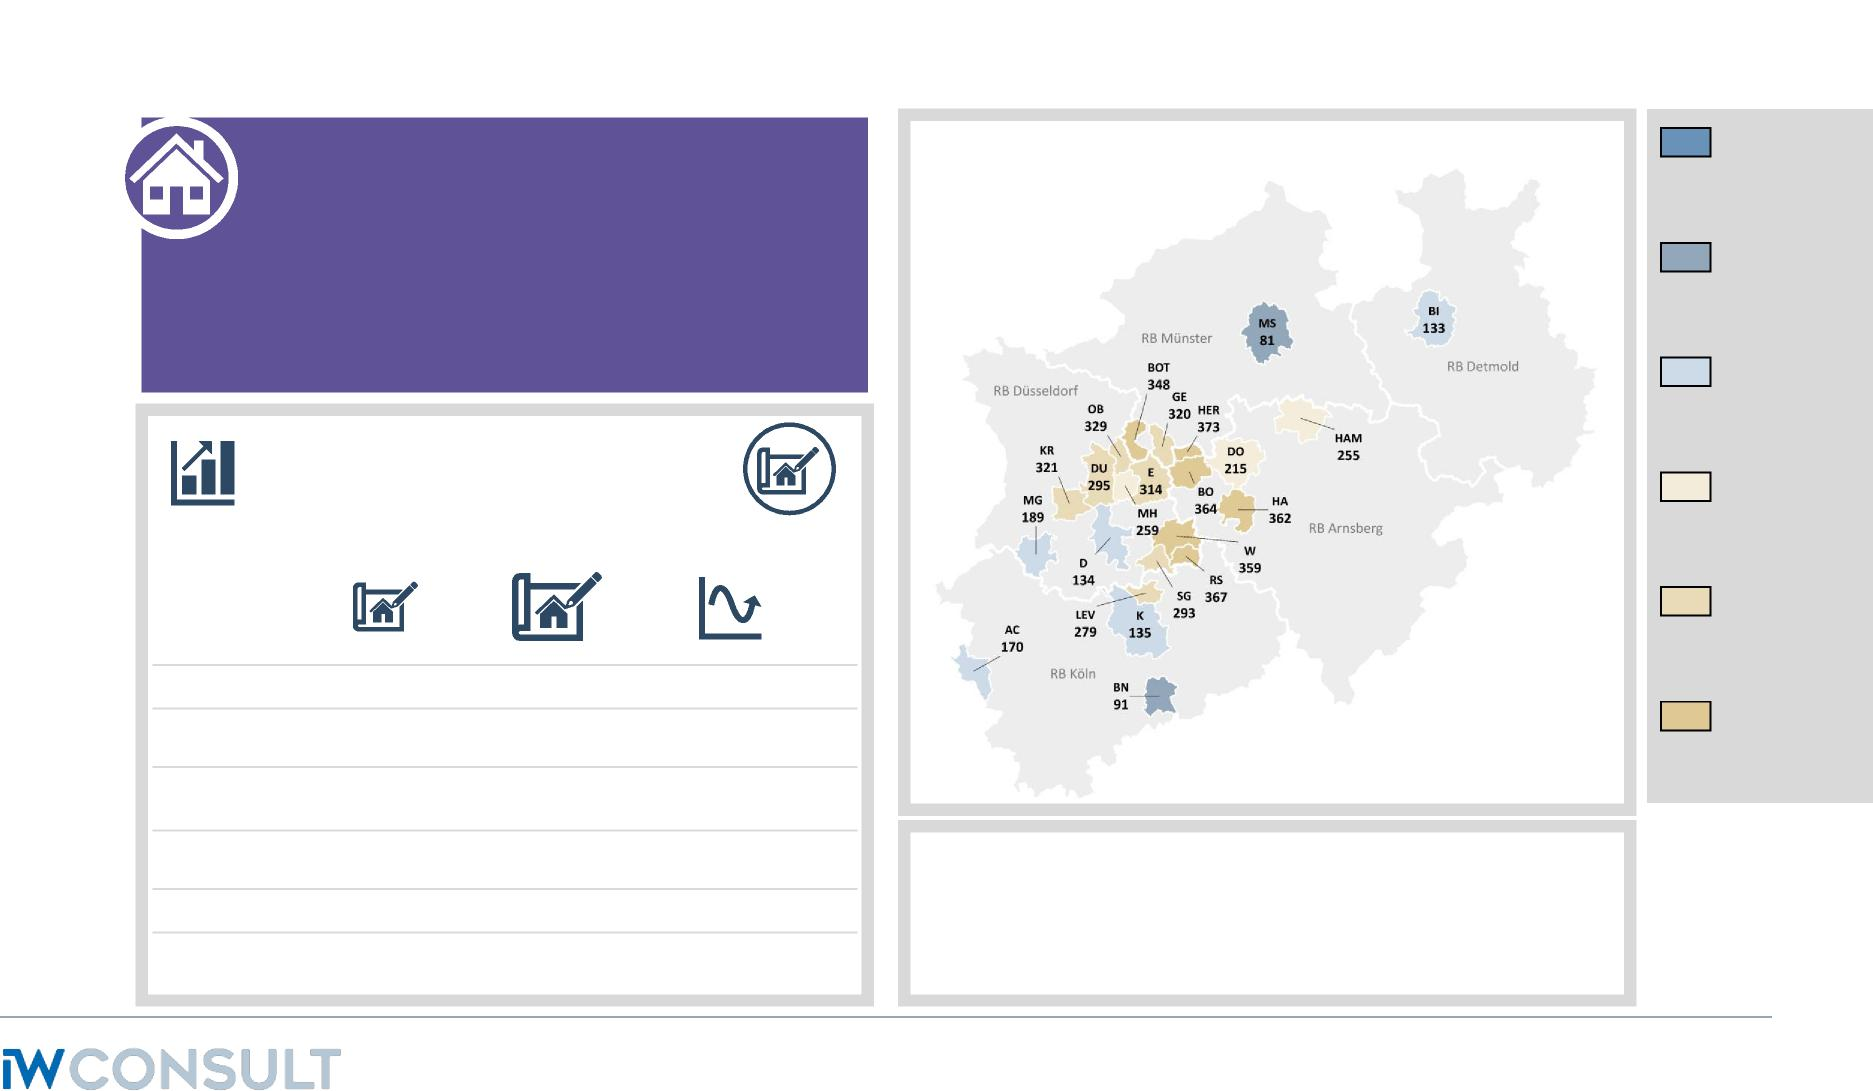 MS
81
BI
133
RB Münster
RB Detmold
BOT
348
RB Düsseldorf
GE
320
HER
373
OB
329
HAM
255
KR
321
DO
215
DU
295
E
314
MG
189
BO
364
HA
362
MH
259
RB Arnsberg
W
359
D
134
RS
367
SG
293
LEV
279
K
135
AC
170
RB Köln
BN
91
iWCONSULT